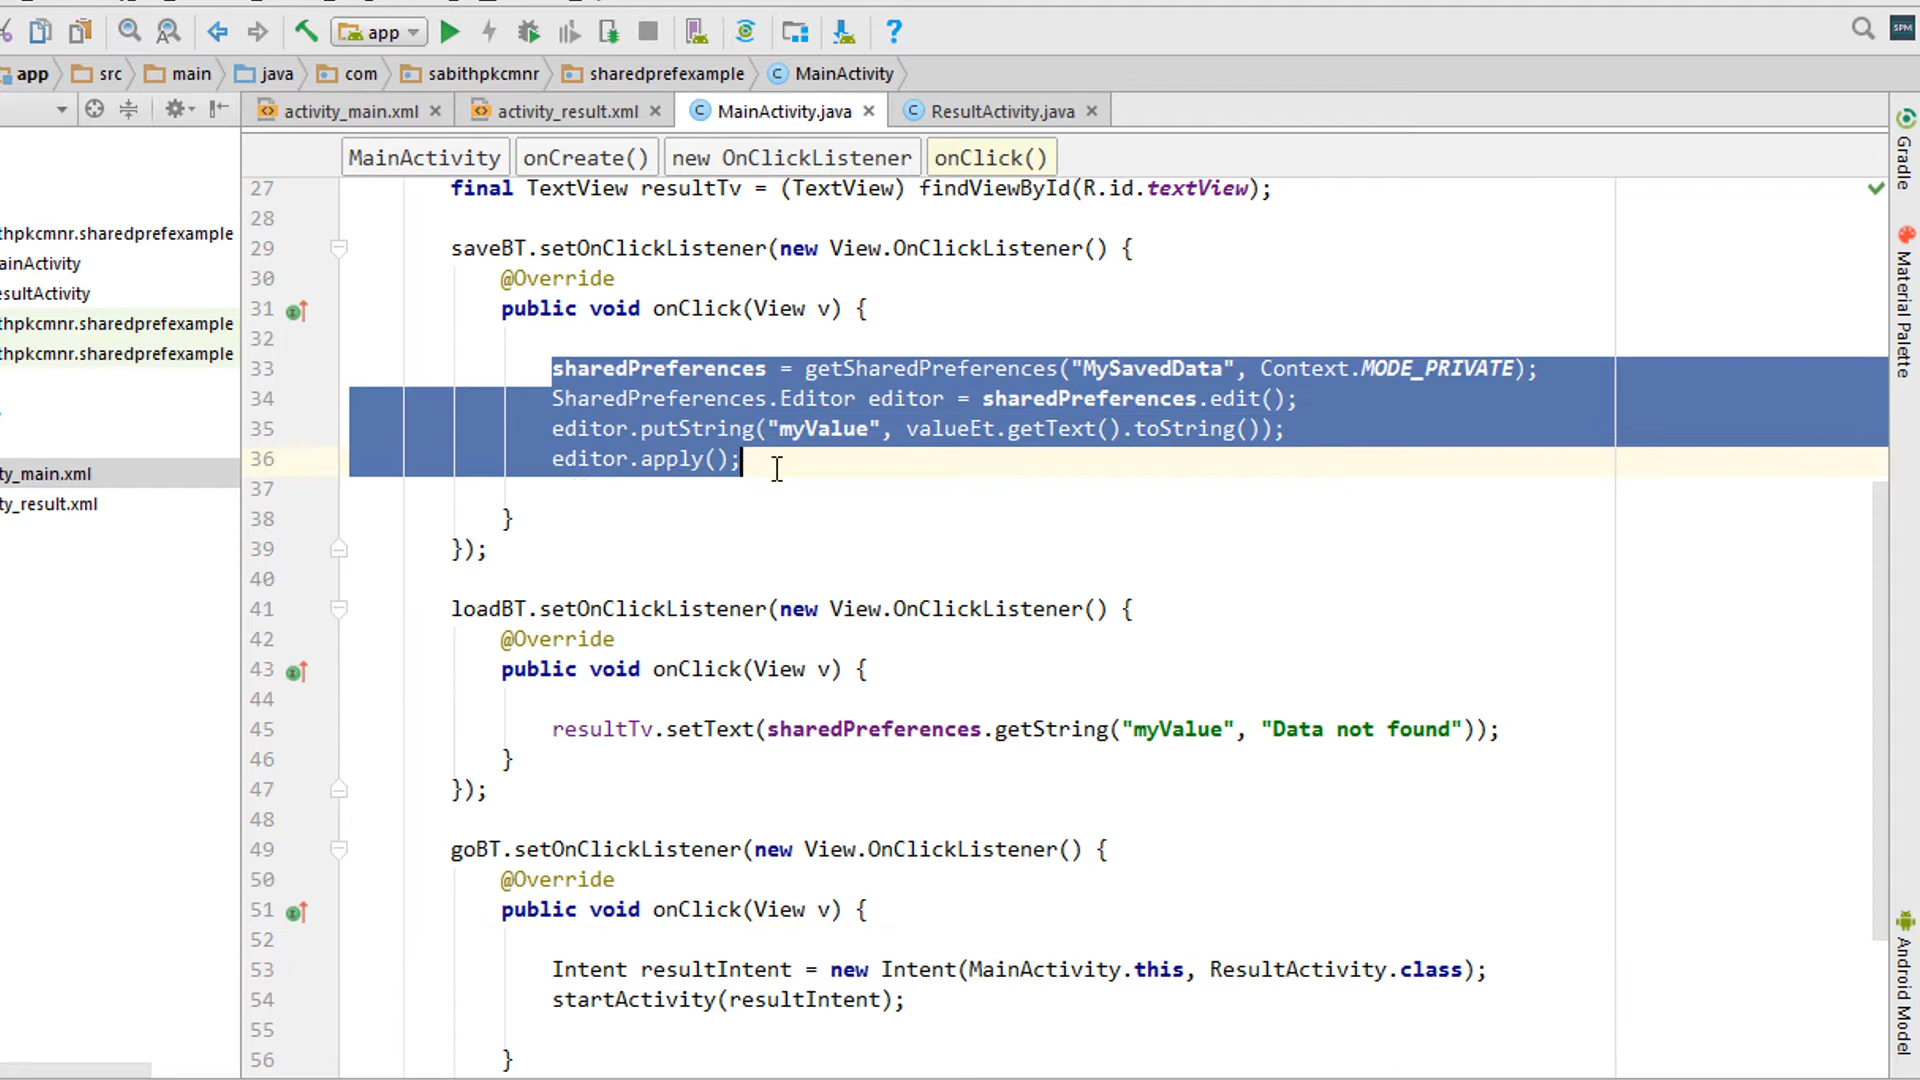 app
SPM
app src main java com sabithpkcmnr sharedprefexample MainActivity
activity_main.xml activity_result.xml MainActivity.java ResultActivity.java
MainActivity onCreate() new OnClickListener onClick()
27 final TextView resultTv = (TextView) findViewById(R.id.textView);
28
29 saveBT.setOnClickListener(new View.OnClickListener() {
30 @Override
31 public void onClick(View v) {
32
33 sharedPreferences = getSharedPreferences("MySavedData", Context.MODE_PRIVATE);
34 SharedPreferences.Editor editor = sharedPreferences.edit();
35 editor.putString("myValue", valueEt.getText().toString());
36 editor.apply();
37
38 }
39 });
40
41 loadBT.setOnClickListener(new View.OnClickListener() {
42 @Override
43 public void onClick(View v) {
44
45 resultTv.setText(sharedPreferences.getString("myValue", "Data not found"));
46 }
47 });
48
49 goBT.setOnClickListener(new View.OnClickListener() {
50 @Override
51 public void onClick(View v) {
52
53 Intent resultIntent = new Intent(MainActivity.this, ResultActivity.class);
54 startActivity(resultIntent);
55
56 }
thpkcmnr.sharedprefexample
ainActivity
esultActivity
thpkcmnr.sharedprefexample
thpkcmnr.sharedprefexample
ty_main.xml
ty_result.xml
Gradle
Material Palette
Android Model